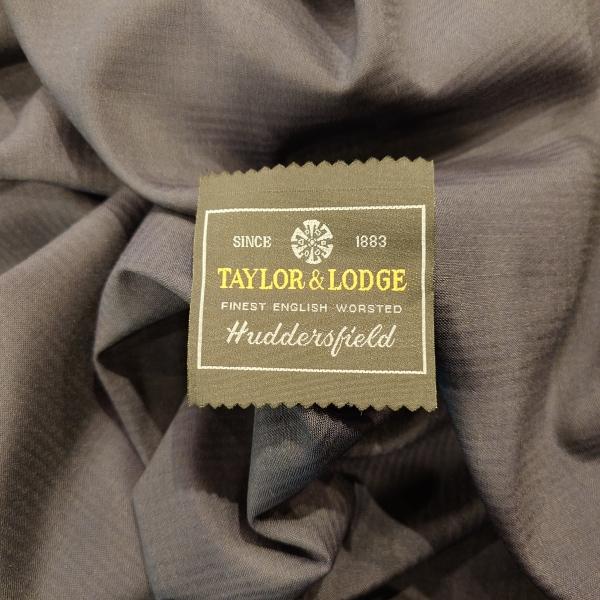 SINCE 1883
TAYLOR & LODGE
FINEST ENGLISH WORSTED
Huddersfield